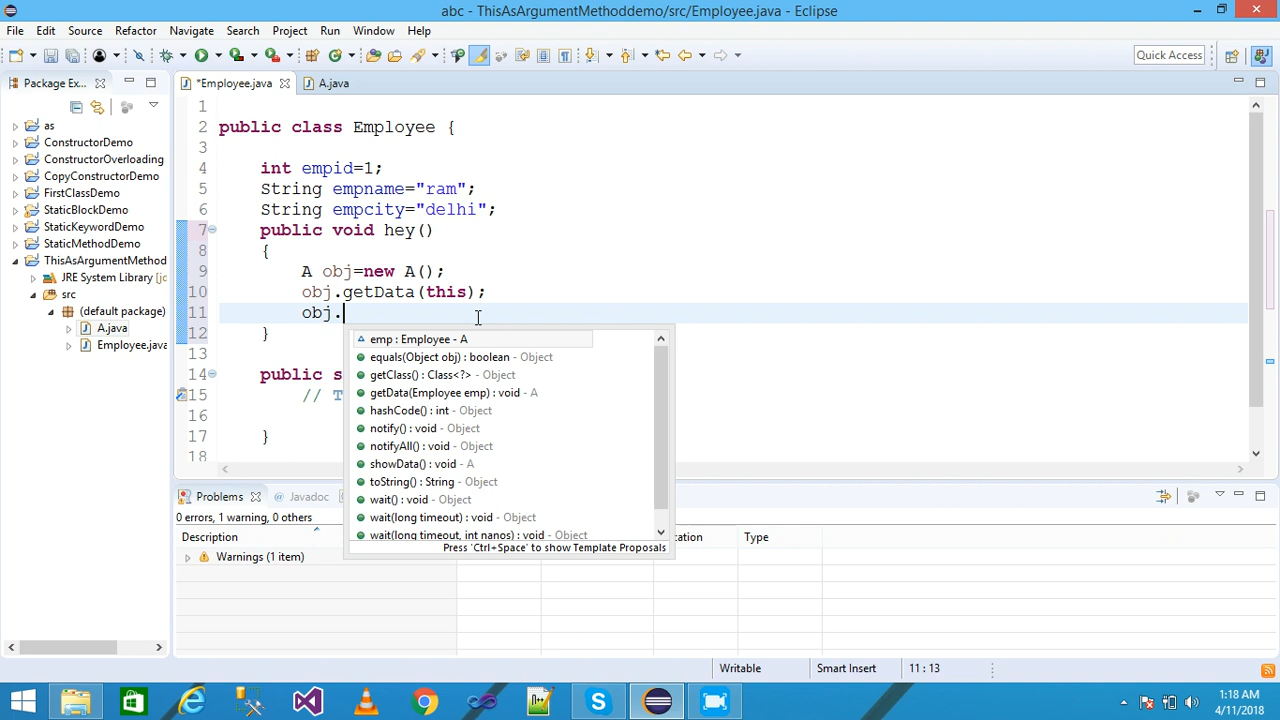 abc - ThisAsArgumentMethoddemo/src/Employee.java - Eclipse
File Edit Source Refactor Navigate Search Project Run Window Help
Quick Access
Package Ex...
*Employee.java
A.java
as
ConstructorDemo
ConstructorOverloading
CopyConstructorDemo
FirstClassDemo
StaticBlockDemo
StaticKeywordDemo
StaticMethodDemo
ThisAsArgumentMethod
JRE System Library [jd
src
(default package)
A.java
Employee.java
1
2 public class Employee {
3
4 int empid=1;
5 String empname="ram";
6 String empcity="delhi";
7 public void hey()
8 {
9 A obj=new A();
10 obj.getData(this);
11 obj.
12 }
13
14 public s
15 // T
16
17 }
18
emp : Employee - A
equals(Object obj) : boolean - Object
getClass() : Class<?> - Object
getData(Employee emp) : void - A
hashCode() : int - Object
notify() : void - Object
notifyAll() : void - Object
showData() : void - A
toString() : String - Object
wait() : void - Object
wait(long timeout) : void - Object
wait(long timeout, int nanos) : void - Object
Press 'Ctrl+Space' to show Template Proposals
Problems
@ Javadoc
0 errors, 1 warning, 0 others
Description
cation
Type
Warnings (1 item)
Writable
Smart Insert
11 : 13
1:18 AM
4/11/2018